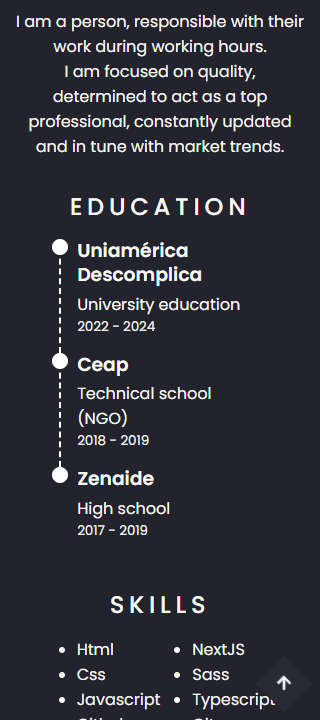 I am a person, responsible with their
work during working hours.
I am focused on quality,
determined to act as a top
professional, constantly updated
and in tune with market trends.
EDUCATION
Uniamérica
Descomplica
University education
2022 - 2024
Ceap
Technical school
(NGO)
2018 - 2019
Zenaide
High school
2017 - 2019
SKILLS
Html
Css
Javascript
NextJS
Sass
Typescript